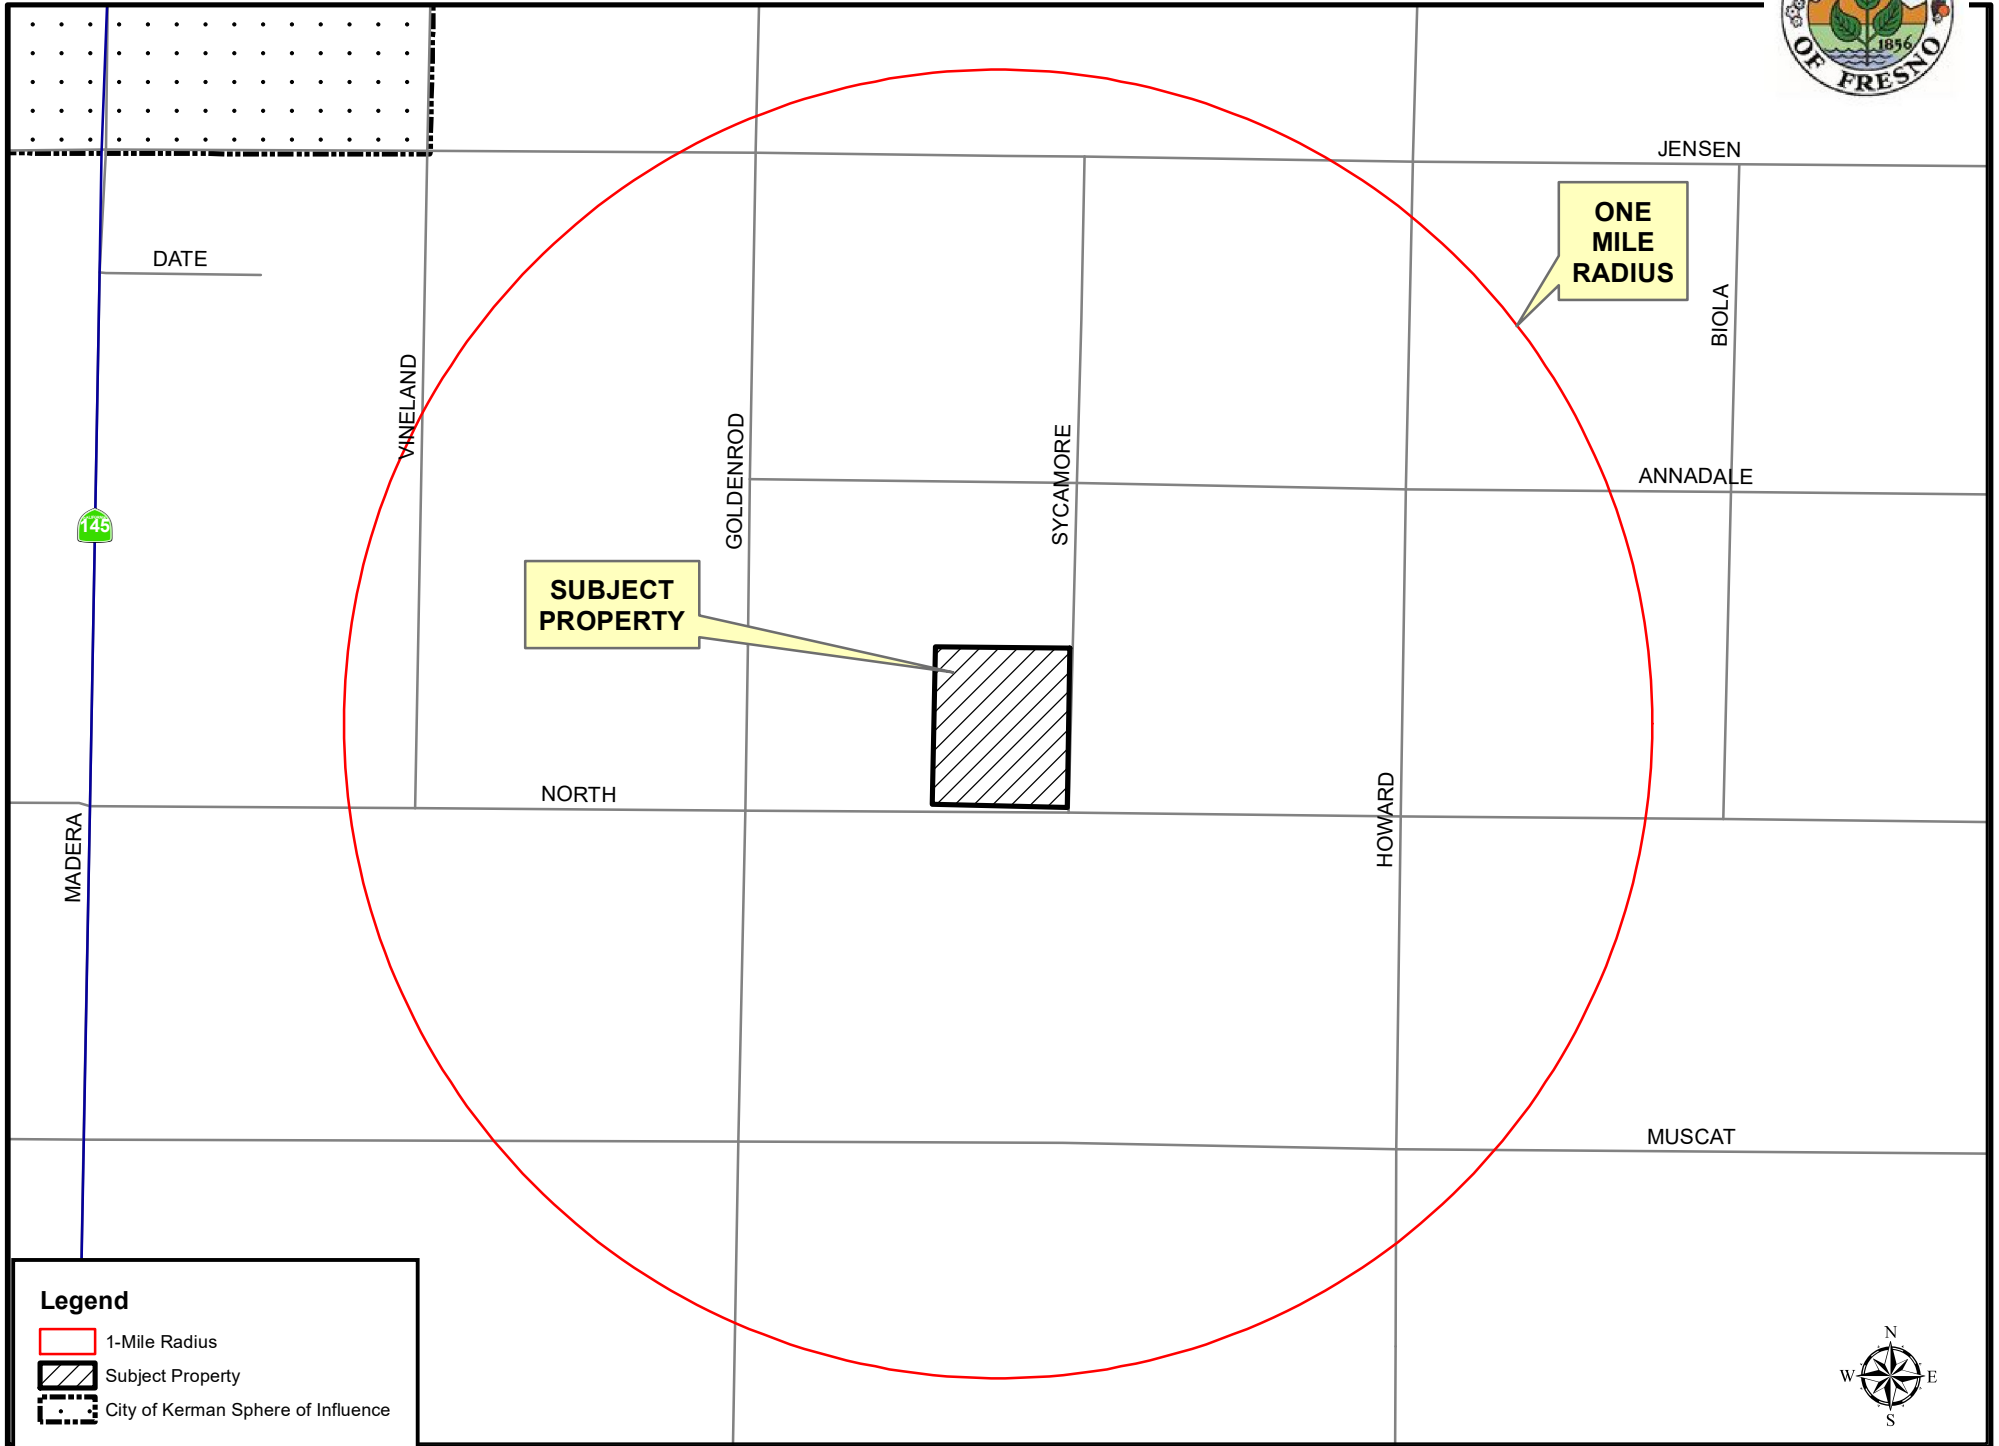 1856
OF FRESNO
JENSEN
ONE
MILE
RADIUS
DATE
BIOLA
VINELAND
GOLDENROD
SYCAMORE
ANNADALE
145
SUBJECT
PROPERTY
NORTH
HOWARD
MADERA
MUSCAT
Legend
1-Mile Radius
Subject Property
City of Kerman Sphere of Influence
N
W
E
S